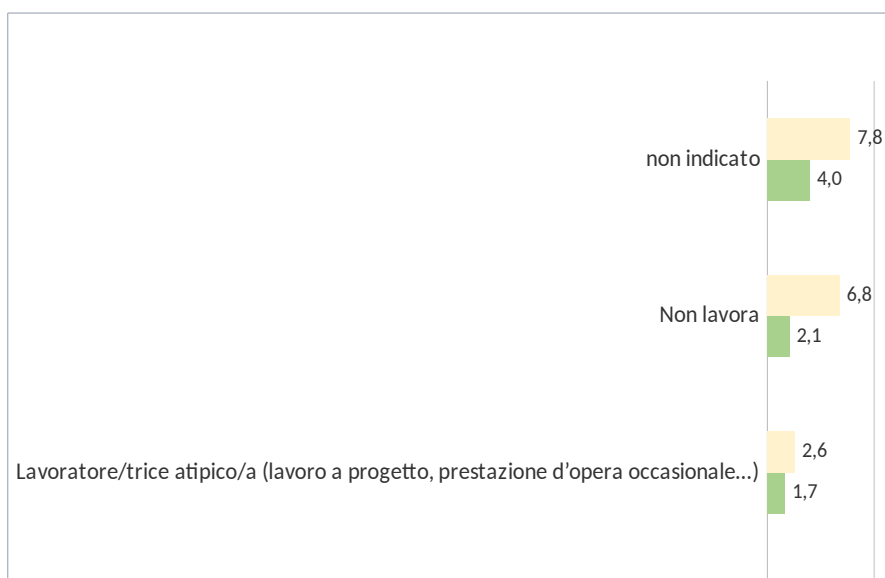 7,8
non indicato
4,0
6,8
Non lavora
2,1
2,6
Lavoratore/trice atipico/a (lavoro a progetto, prestazione d’opera occasionale…)
1,7